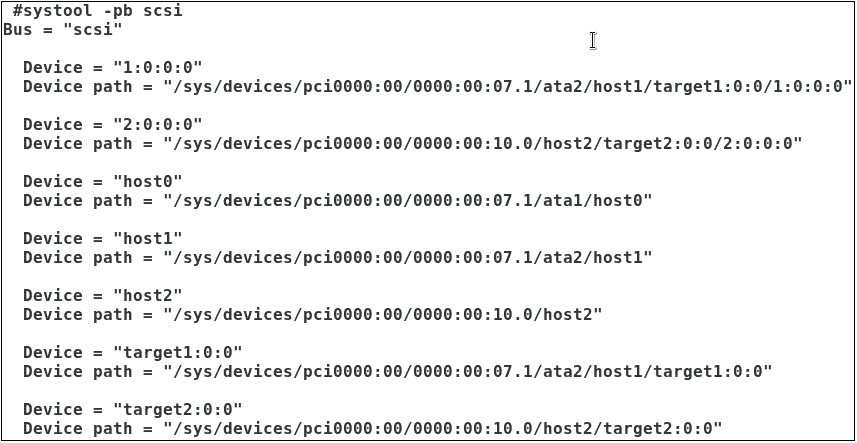 #systool -pb scsi
Bus = "scsi"
Device = "1:0:0:0"
Device path = "/sys/devices/pci0000:00/0000:00:07.1/ata2/host1/target1:0:0/1:0:0:0"
Device = "2:0:0:0"
Device path = "/sys/devices/pci0000:00/0000:00:10.0/host2/target2:0:0/2:0:0:0"
Device = "host0"
Device path = "/sys/devices/pci0000:00/0000:00:07.1/ata1/host0"
Device = "host1"
Device path = "/sys/devices/pci0000:00/0000:00:07.1/ata2/host1"
Device = "host2"
Device path = "/sys/devices/pci0000:00/0000:00:10.0/host2"
Device = "target1:0:0"
Device path = "/sys/devices/pci0000:00/0000:00:07.1/ata2/host1/target1:0:0"
Device = "target2:0:0"
Device path = "/sys/devices/pci0000:00/0000:00:10.0/host2/target2:0:0"